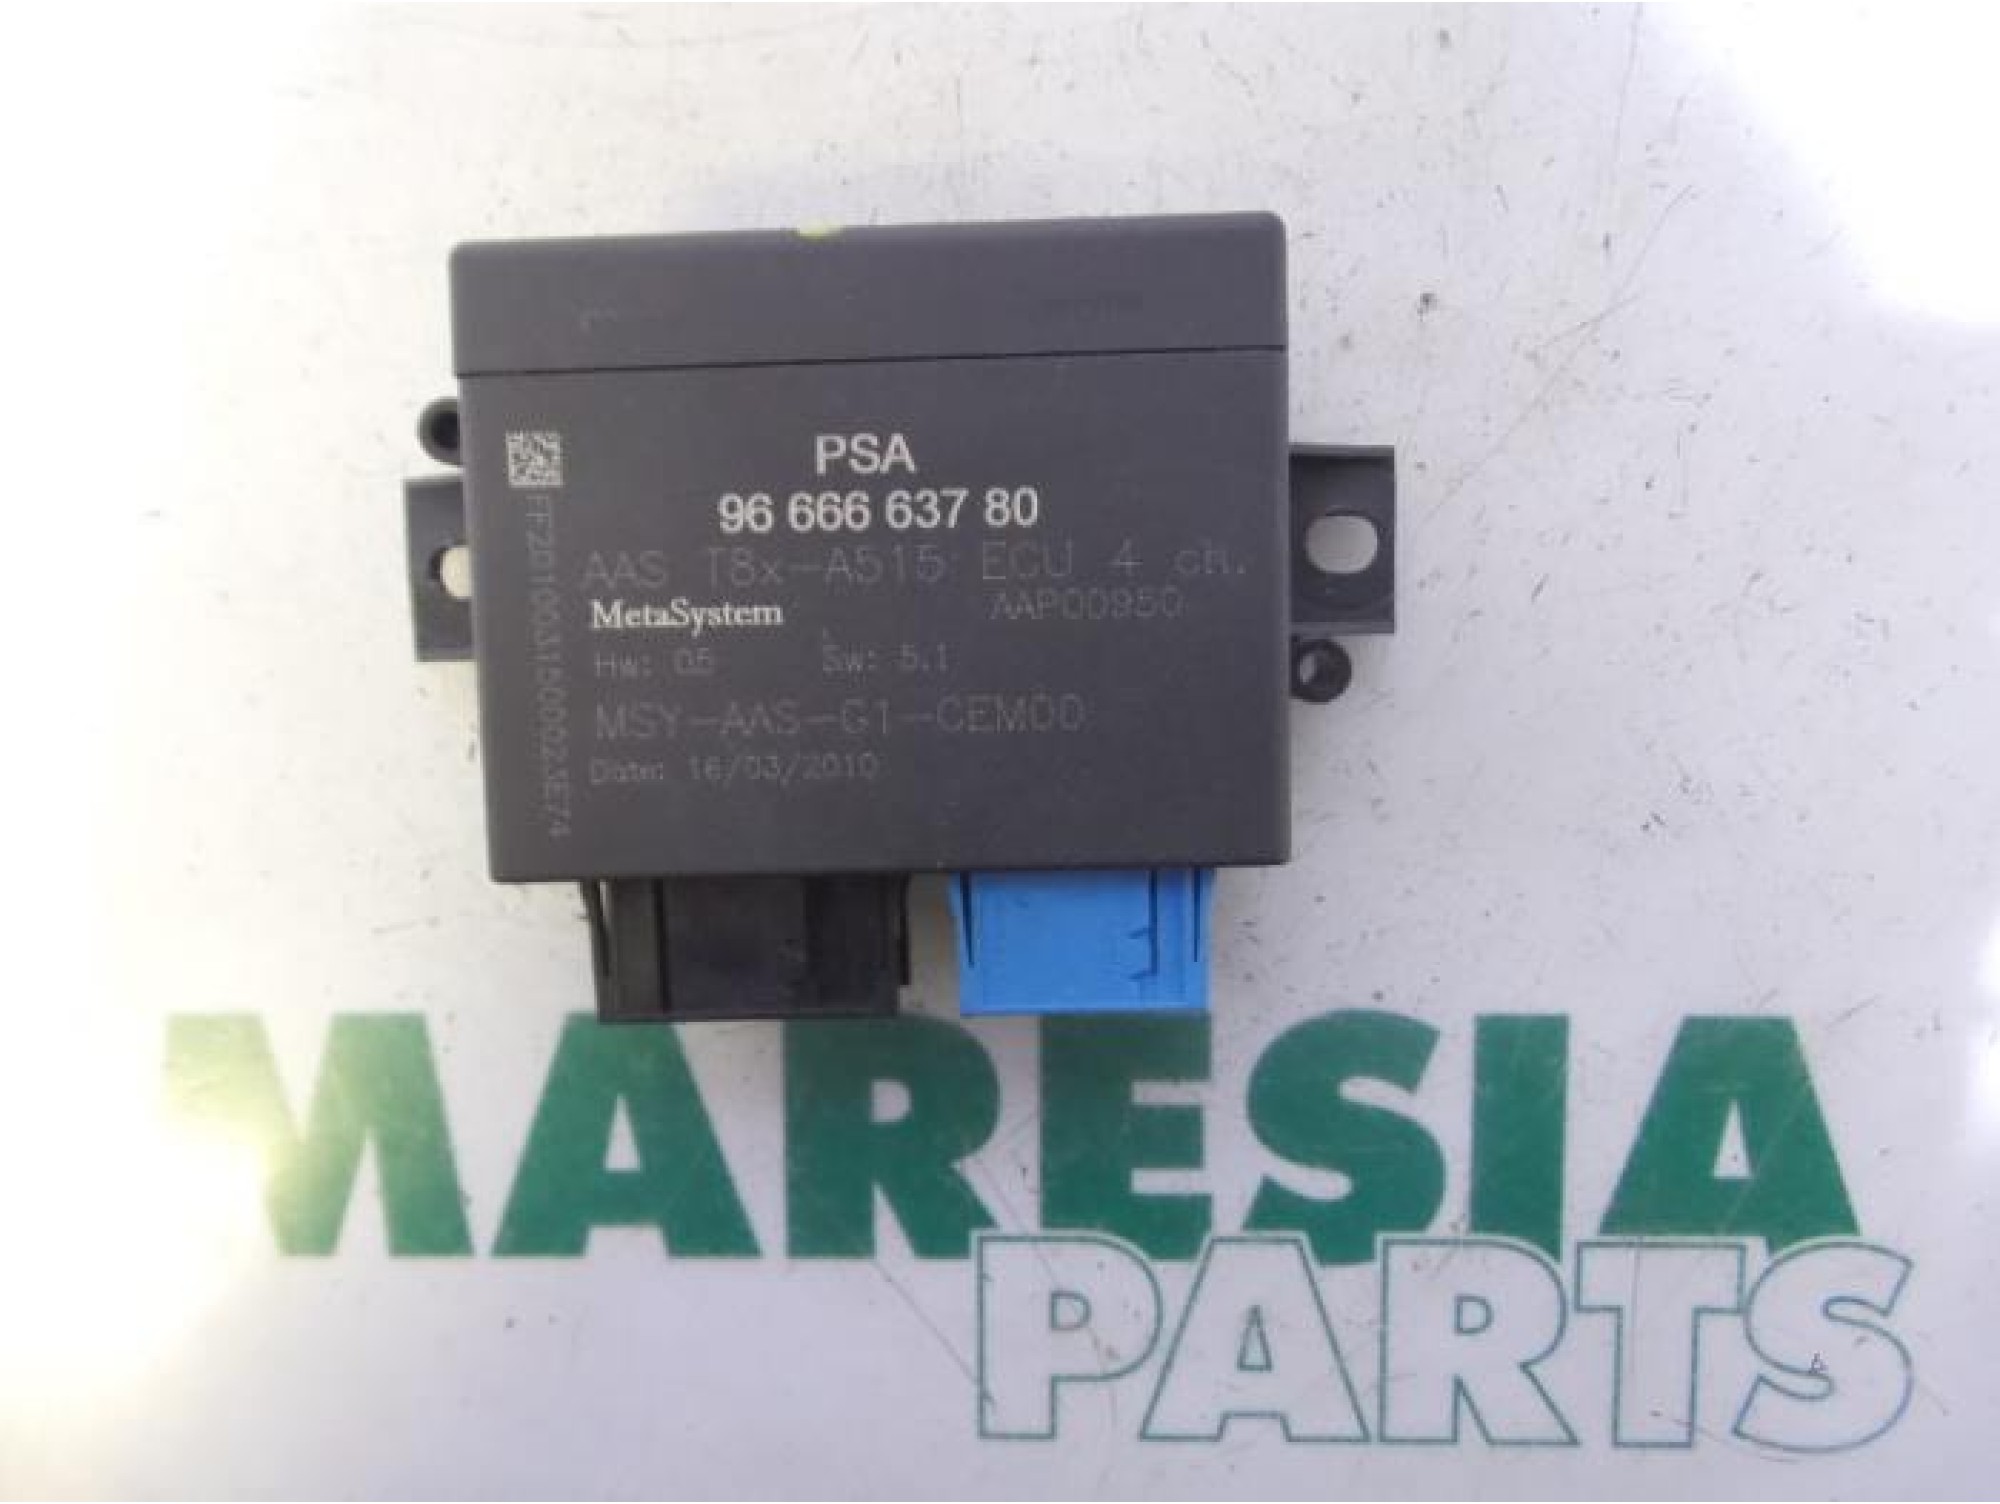 PSA
96 666 637 80
AAS T8x-A515 ECU 4 ch.
MetaSystem AAP00950
Hw: 05 Sw: 5.1
MSY-AAS-G1-CEM00
Date: 16/03/2010
MARESIA
PARTS